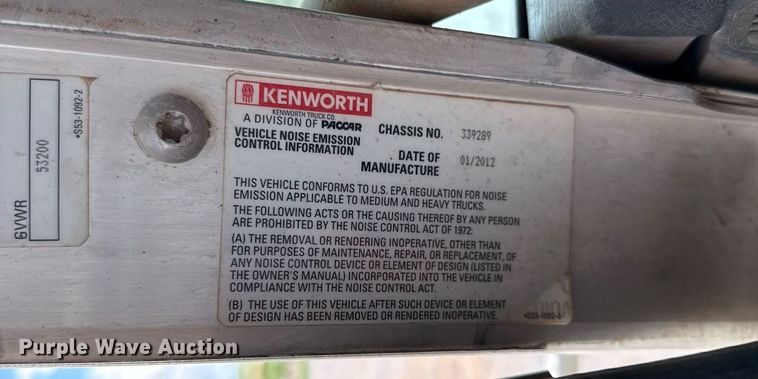 GVWR
53200
*S53-1092-2
KENWORTH
KENWORTH TRUCK CO.
A DIVISION OF PACCAR
VEHICLE NOISE EMISSION
CONTROL INFORMATION
CHASSIS NO. 339289
DATE OF
MANUFACTURE 01/2012
THIS VEHICLE CONFORMS TO U.S. EPA REGULATION FOR NOISE
EMISSION APPLICABLE TO MEDIUM AND HEAVY TRUCKS.
THE FOLLOWING ACTS OR THE CAUSING THEREOF BY ANY PERSON
ARE PROHIBITED BY THE NOISE CONTROL ACT OF 1972:
(A) THE REMOVAL OR RENDERING INOPERATIVE, OTHER THAN
FOR PURPOSES OF MAINTENANCE, REPAIR, OR REPLACEMENT, OF
ANY NOISE CONTROL DEVICE OR ELEMENT OF DESIGN (LISTED IN
THE OWNER'S MANUAL) INCORPORATED INTO THE VEHICLE IN
COMPLIANCE WITH THE NOISE CONTROL ACT.
(B) THE USE OF THIS VEHICLE AFTER SUCH DEVICE OR ELEMENT
OF DESIGN HAS BEEN REMOVED OR RENDERED INOPERATIVE.
Purple Wave Auction